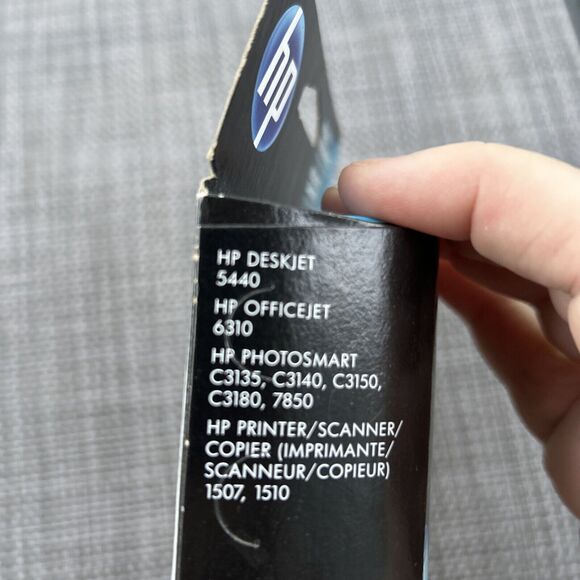 hp
HP DESKJET
5440
HP OFFICEJET
6310
HP PHOTOSMART
C3135, C3140, C3150,
C3180, 7850
HP PRINTER/SCANNER/
COPIER (IMPRIMANTE/
SCANNEUR/COPIEUR)
1507, 1510